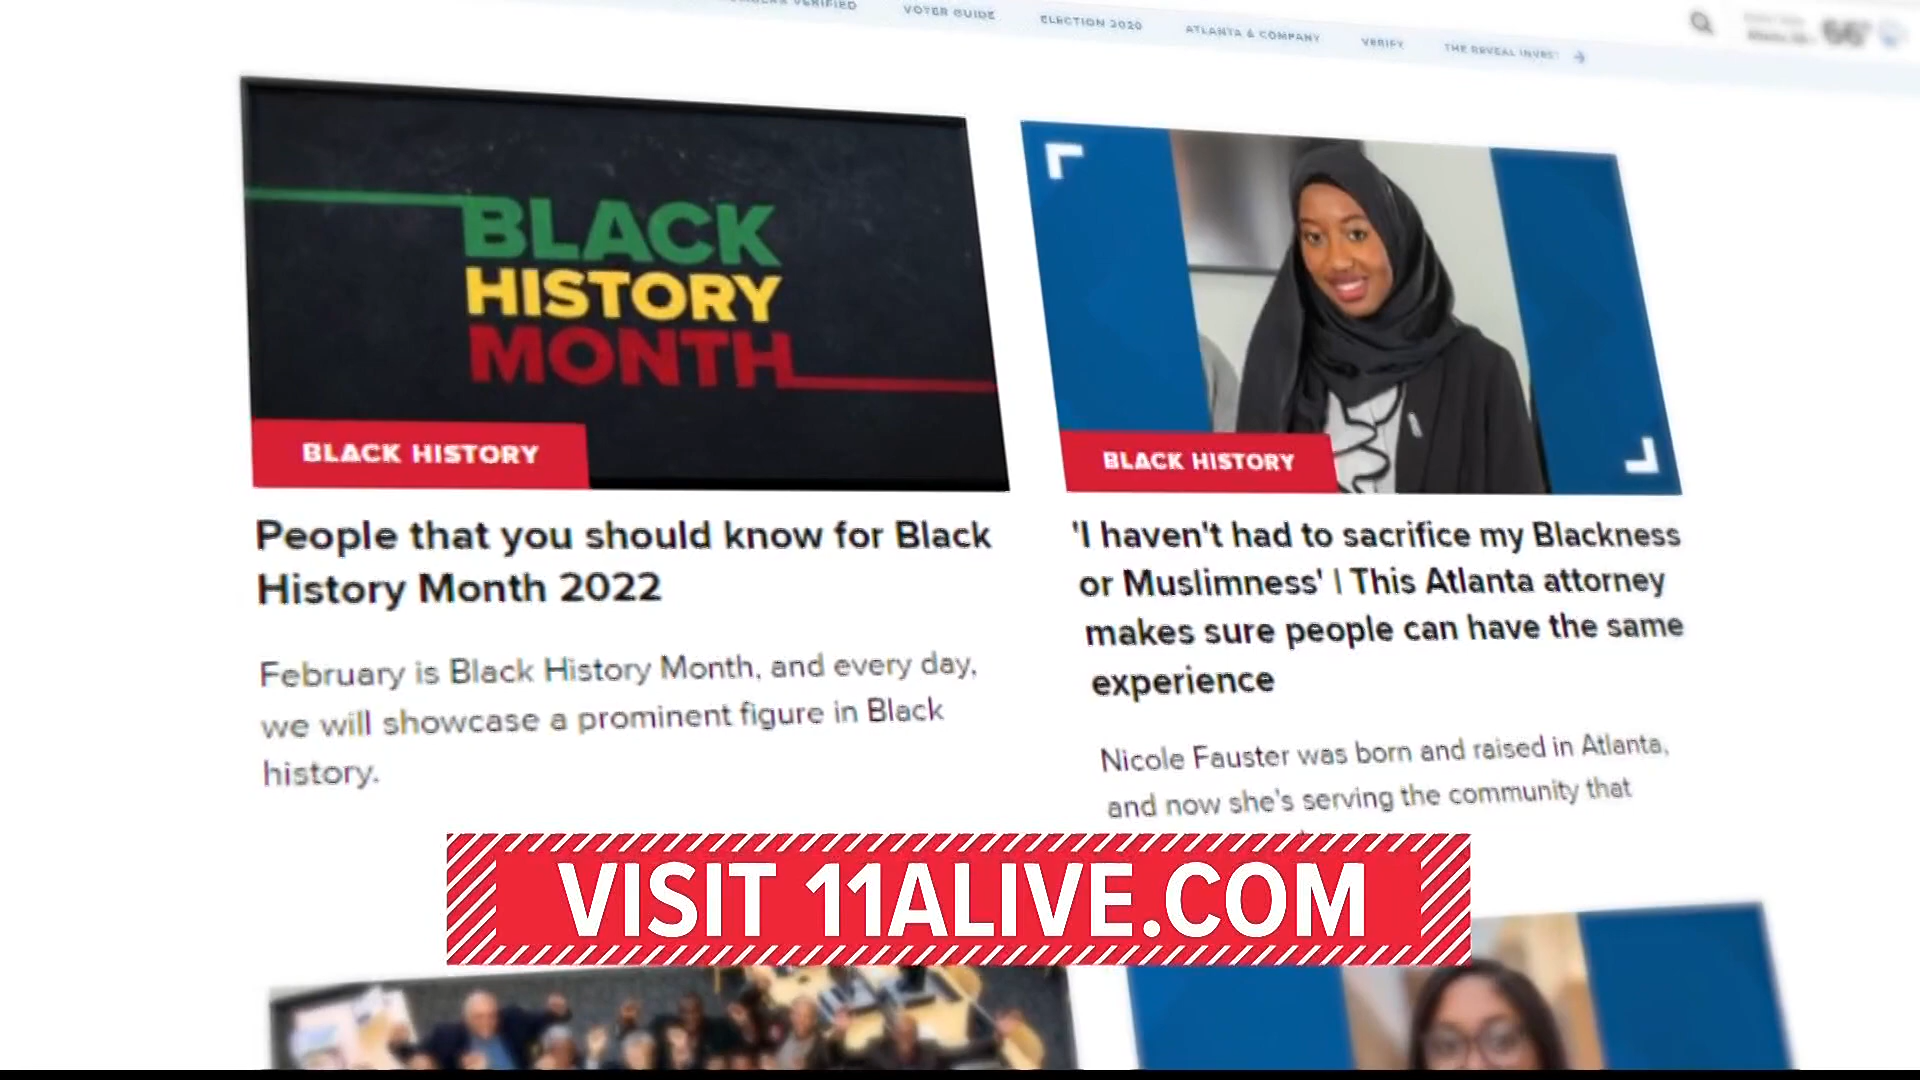 VERIFIED
VOTER GUIDE
ELECTION 2020
ATLANTA & COMPANY
VERIFY
THE REVEAL
66°
BLACK
HISTORY
MONTH
BLACK HISTORY
BLACK HISTORY
People that you should know for Black
History Month 2022
February is Black History Month, and every day,
we will showcase a prominent figure in Black
history.
'I haven't had to sacrifice my Blackness
or Muslimness' | This Atlanta attorney
makes sure people can have the same
experience
Nicole Fauster was born and raised in Atlanta,
and now she's serving the community that
VISIT 11ALIVE.COM